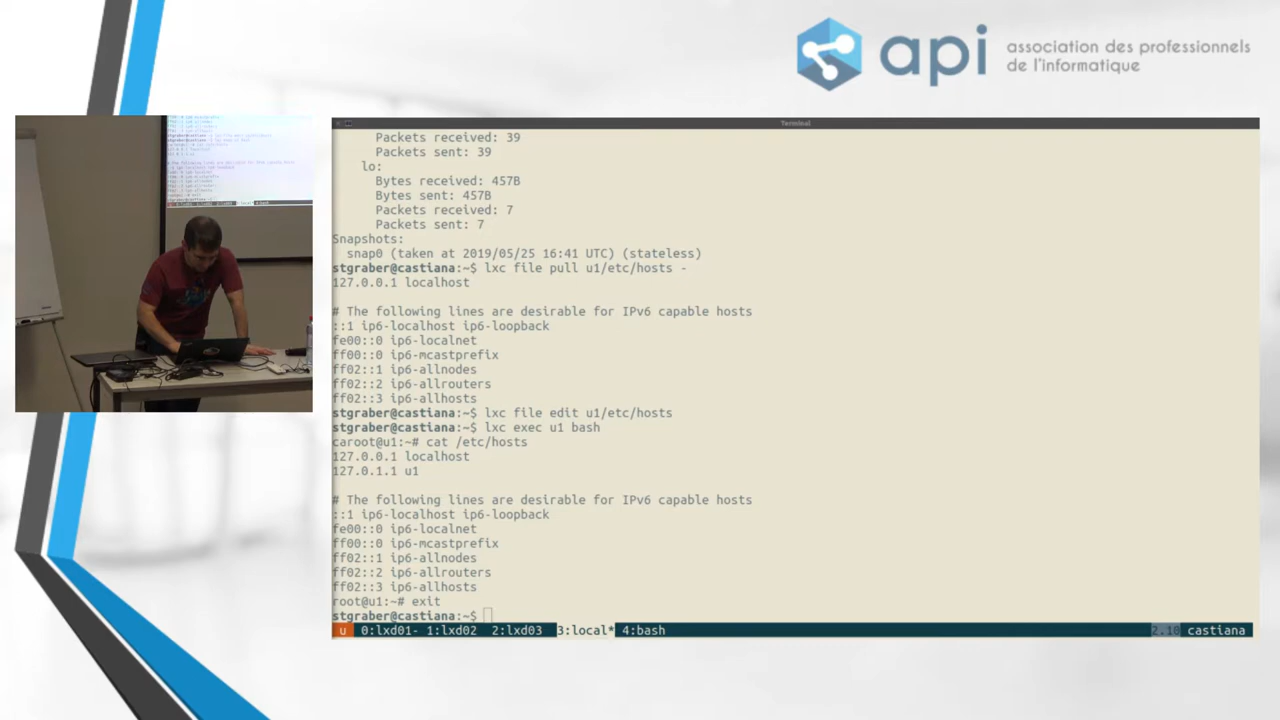 api
association des professionnels
de l'informatique
Terminal
Packets received: 39
Packets sent: 39
lo:
Bytes received: 457B
Bytes sent: 457B
Packets received: 7
Packets sent: 7
Snapshots:
snap0 (taken at 2019/05/25 16:41 UTC) (stateless)
stgraber@castiana:~$ lxc file pull u1/etc/hosts -
127.0.0.1 localhost
# The following lines are desirable for IPv6 capable hosts
::1 ip6-localhost ip6-loopback
fe00::0 ip6-localnet
ff00::0 ip6-mcastprefix
ff02::1 ip6-allnodes
ff02::2 ip6-allrouters
ff02::3 ip6-allhosts
stgraber@castiana:~$ lxc file edit u1/etc/hosts
stgraber@castiana:~$ lxc exec u1 bash
caroot@u1:~# cat /etc/hosts
127.0.0.1 localhost
127.0.1.1 u1
# The following lines are desirable for IPv6 capable hosts
::1 ip6-localhost ip6-loopback
fe00::0 ip6-localnet
ff00::0 ip6-mcastprefix
ff02::1 ip6-allnodes
ff02::2 ip6-allrouters
ff02::3 ip6-allhosts
root@u1:~# exit
stgraber@castiana:~$
u 0:lxd01- 1:lxd02 2:lxd03 3:local* 4:bash 2.10 castiana